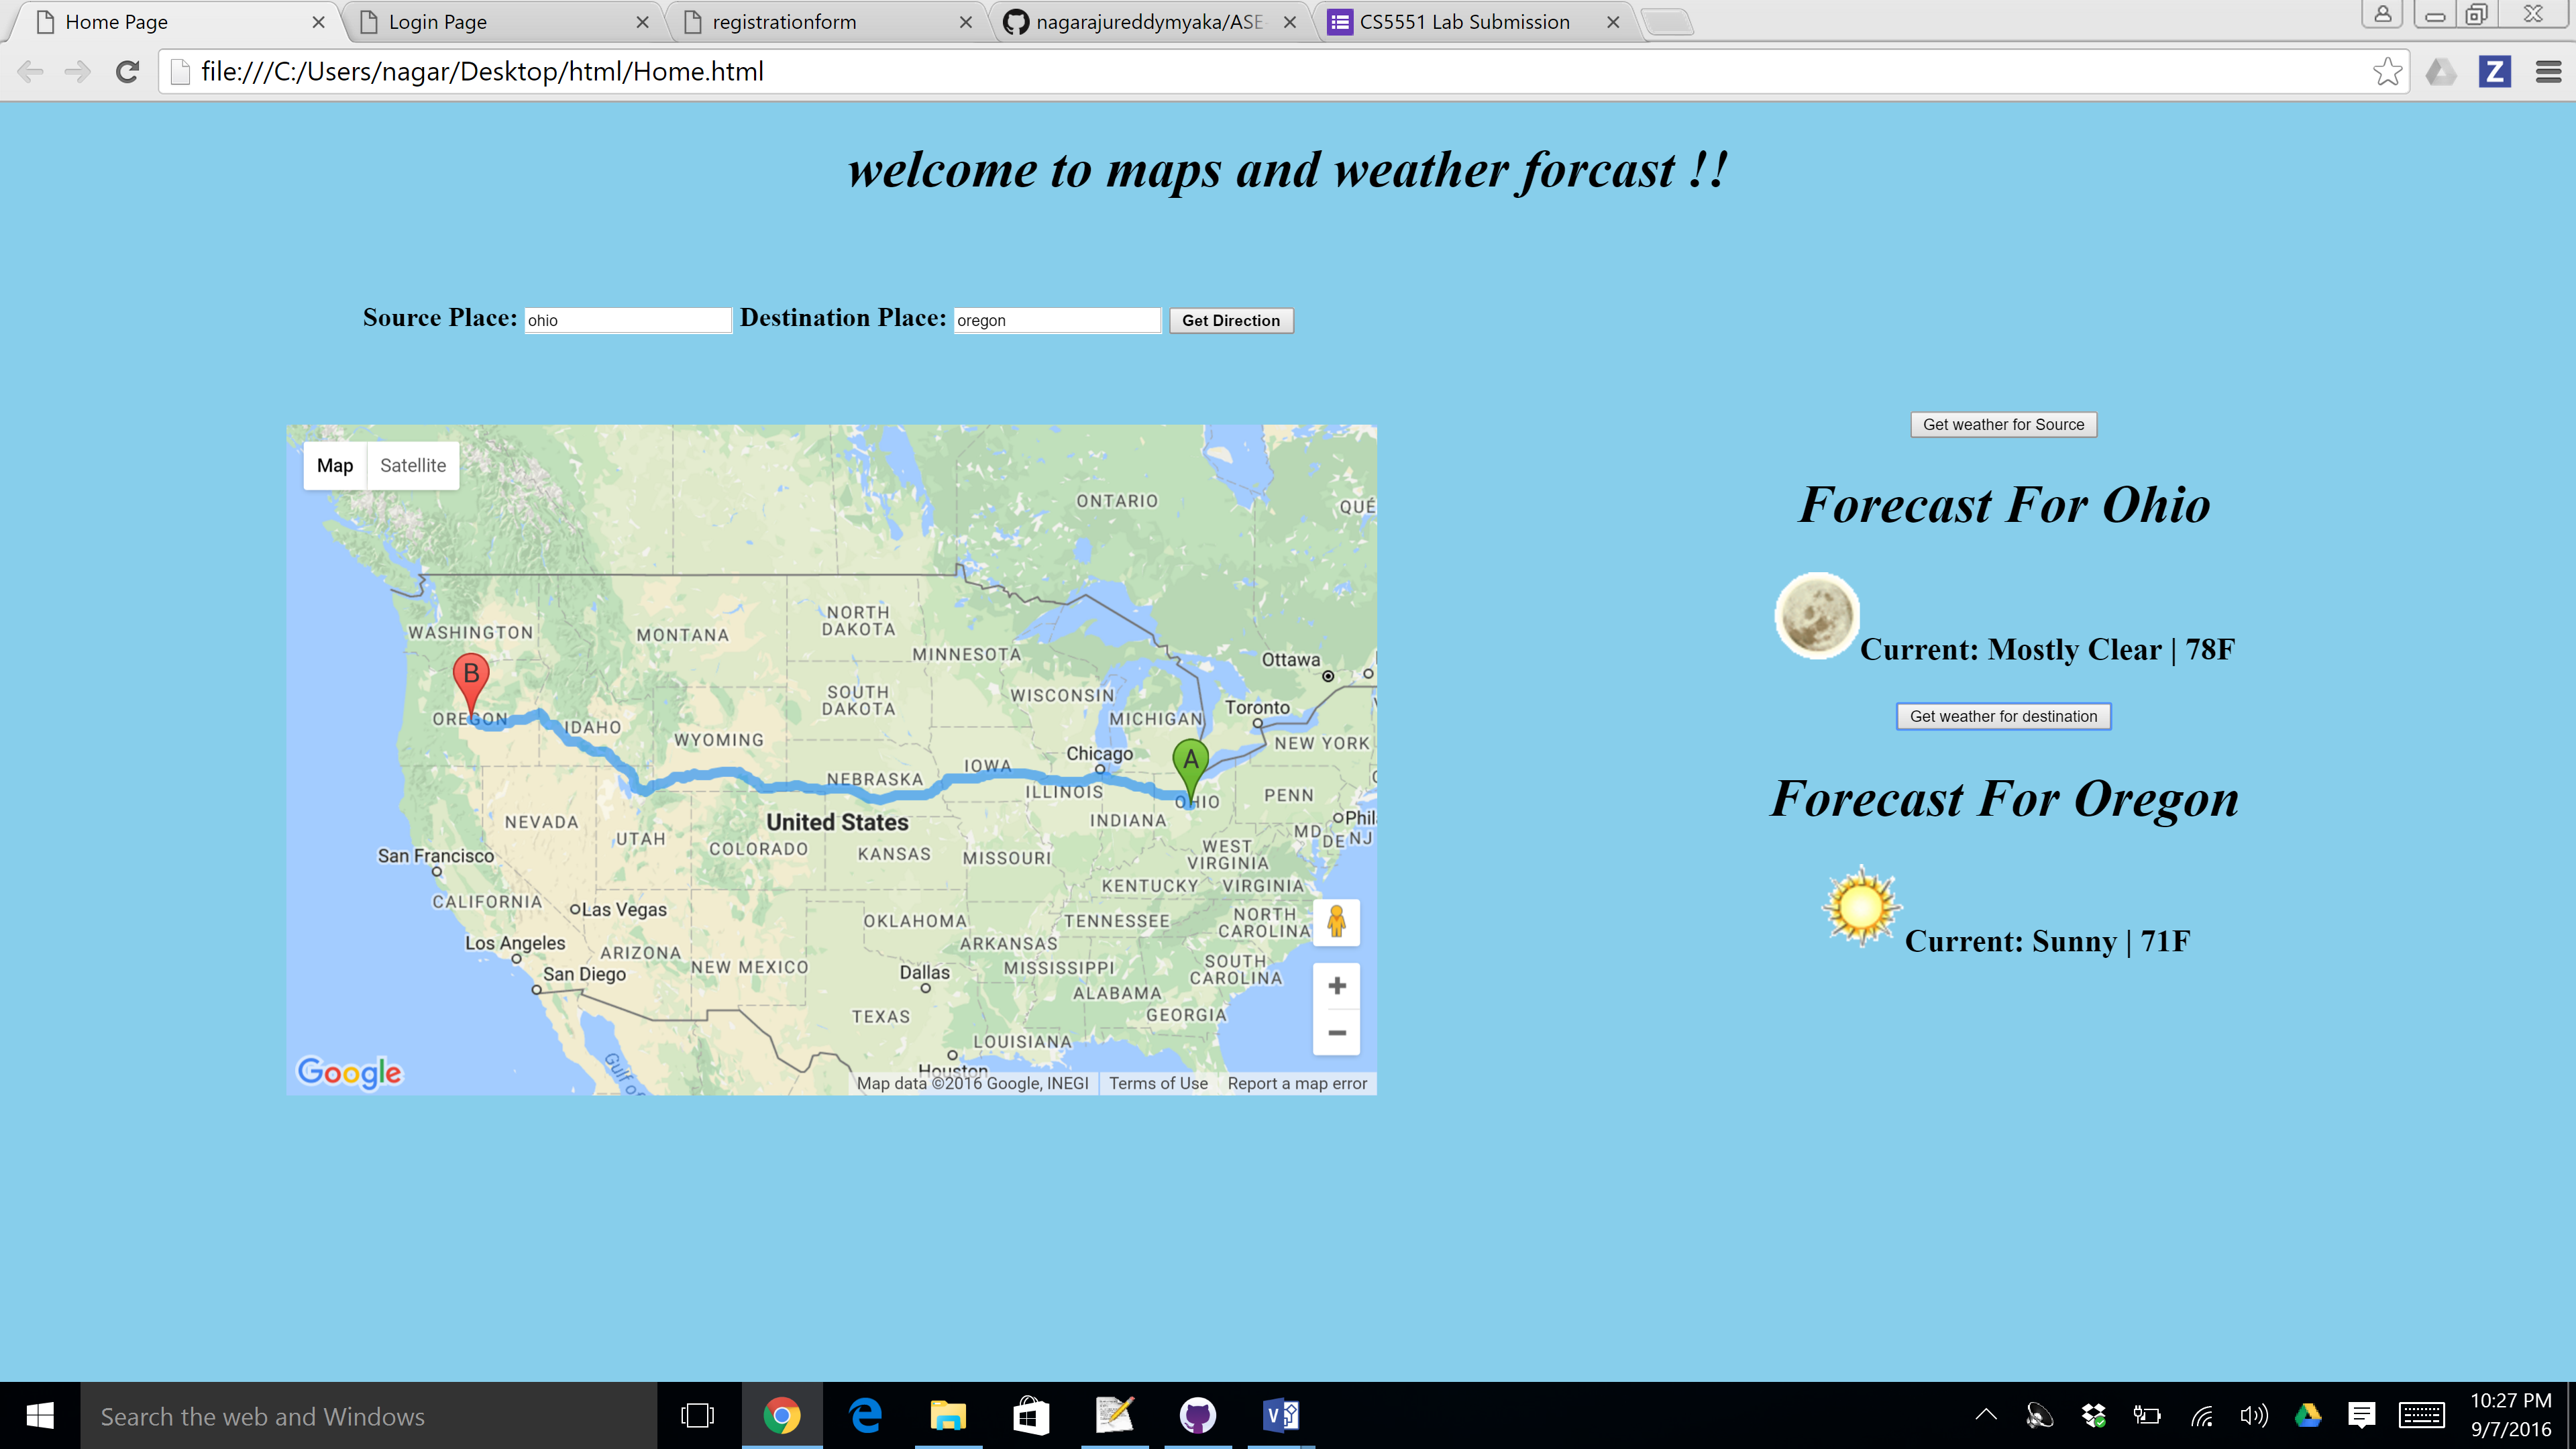 Home Page
Login Page
registrationform
nagarajureddymyaka/ASE
CS5551 Lab Submission
file:///C:/Users/nagar/Desktop/html/Home.html
Z
welcome to maps and weather forcast !!
Source Place: ohio Destination Place: oregon Get Direction
Get weather for Source
Forecast For Ohio
Current: Mostly Clear | 78F
Get weather for destination
Forecast For Oregon
Current: Sunny | 71F
Map Satellite
ONTARIO
QUÉ
WASHINGTON
MONTANA
NORTH
DAKOTA
MINNESOTA
Ottawa
B
OREGON
IDAHO
WYOMING
SOUTH
DAKOTA
WISCONSIN
MICHIGAN
Toronto
NEW YORK
Chicago
A
IOWA
NEBRASKA
ILLINOIS
OHIO
PENN
NEVADA
UTAH
United States
INDIANA
Phil
MD
DE
NJ
San Francisco
COLORADO
KANSAS
MISSOURI
WEST
VIRGINIA
KENTUCKY
VIRGINIA
CALIFORNIA
Las Vegas
OKLAHOMA
TENNESSEE
NORTH
CAROLINA
Los Angeles
ARIZONA
NEW MEXICO
ARKANSAS
San Diego
Dallas
MISSISSIPPI
SOUTH
CAROLINA
ALABAMA
TEXAS
GEORGIA
LOUISIANA
Houston
Gulf of
Google
Map data ©2016 Google, INEGI Terms of Use Report a map error
Search the web and Windows
10:27 PM
9/7/2016